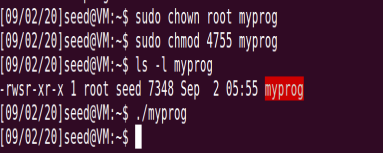 [09/02/20]seed@VM:~$ sudo chown root myprog
[09/02/20]seed@VM:~$ sudo chmod 4755 myprog
[09/02/20]seed@VM:~$ ls -l myprog
-rwsr-xr-x 1 root seed 7348 Sep  2 05:55 myprog
[09/02/20]seed@VM:~$ ./myprog
[09/02/20]seed@VM:~$